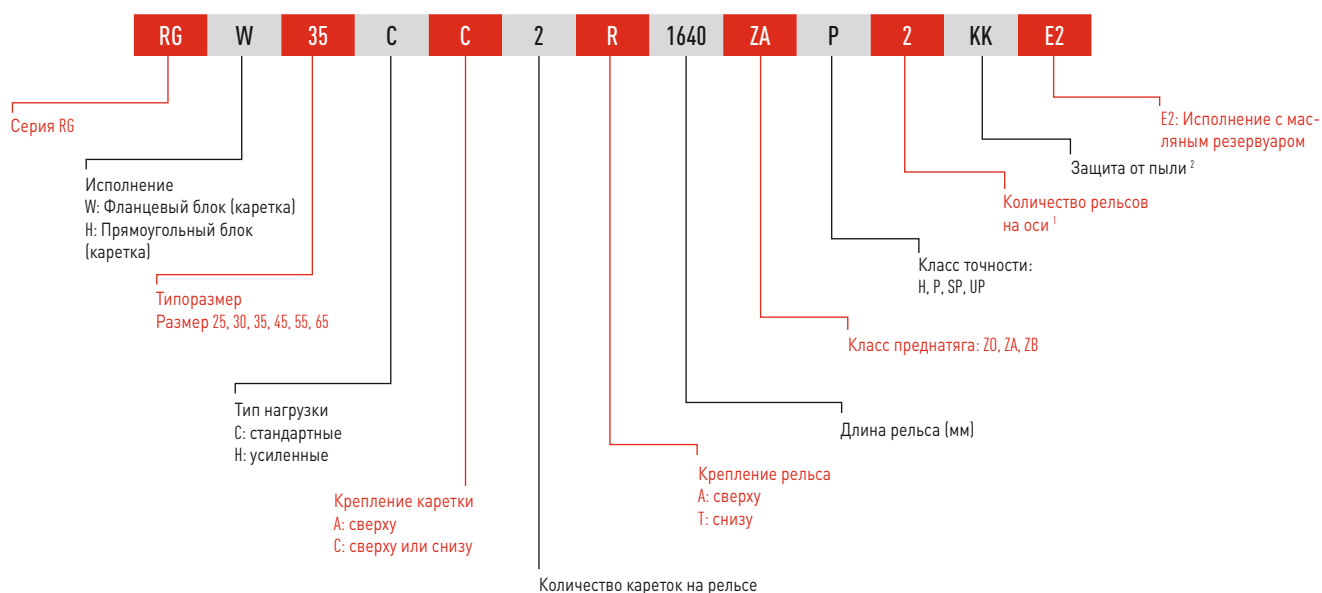 RG W 35 C C 2 R 1640 ZA P 2 KK E2
Серия RG
E2: Исполнение с мас-
ляным резервуаром
Защита от пыли ²
Исполнение
W: Фланцевый блок (каретка)
H: Прямоугольный блок
(каретка)
Количество рельсов
на оси ¹
Класс точности:
H, P, SP, UP
Типоразмер
Размер 25, 30, 35, 45, 55, 65
Класс преднатяга: Z0, ZA, ZB
Тип нагрузки
C: стандартные
H: усиленные
Длина рельса (мм)
Крепление рельса
A: сверху
T: снизу
Крепление каретки
A: сверху
C: сверху или снизу
Количество кареток на рельсе